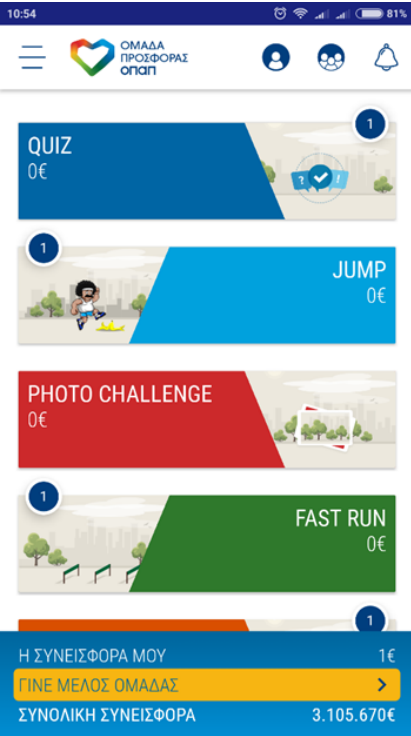 10:54
81%
ΟΜΑΔΑ
ΠΡΟΣΦΟΡΑΣ
οπαπ
1
QUIZ
0€
? !
1
JUMP
0€
PHOTO CHALLENGE
0€
1
FAST RUN
0€
1
Η ΣΥΝΕΙΣΦΟΡΑ ΜΟΥ 1€
ΓΙΝΕ ΜΕΛΟΣ ΟΜΑΔΑΣ >
ΣΥΝΟΛΙΚΗ ΣΥΝΕΙΣΦΟΡΑ 3.105.670€